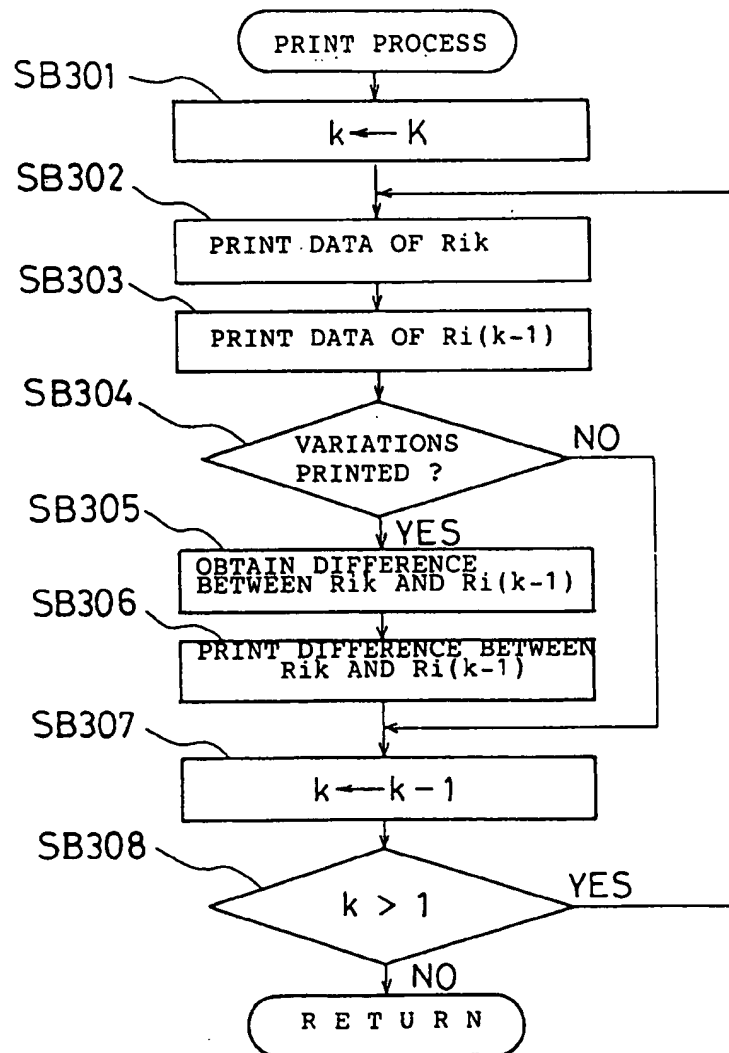 PRINT PROCESS
SB301
k ← K
SB302
PRINT DATA OF Rik
SB303
PRINT DATA OF Ri(k-1)
SB304
VARIATIONS
PRINTED ?
NO
YES
SB305
OBTAIN DIFFERENCE
BETWEEN Rik AND Ri(k-1)
SB306
PRINT DIFFERENCE BETWEEN
Rik AND Ri(k-1)
SB307
k ← k - 1
SB308
k > 1
YES
NO
R E T U R N